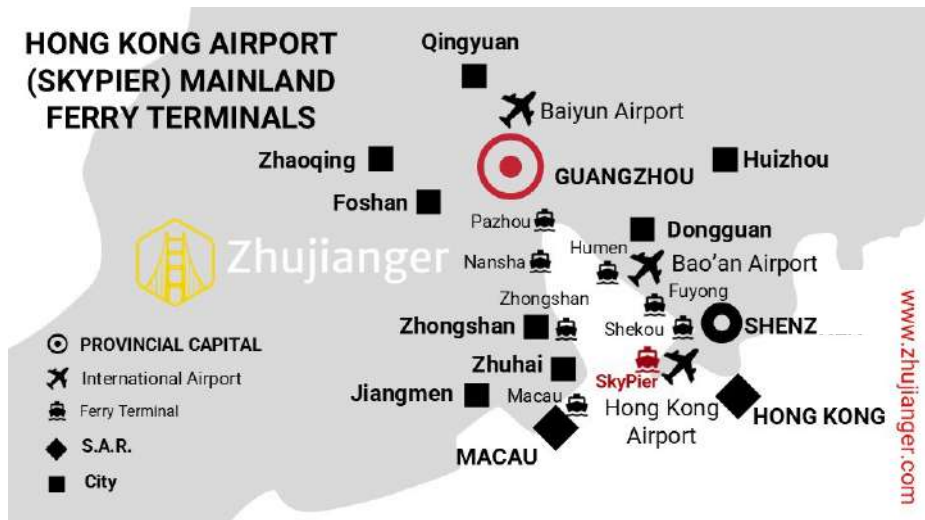 HONG KONG AIRPORT
(SKYPIER) MAINLAND
FERRY TERMINALS
Qingyuan
Baiyun Airport
Zhaoqing
GUANGZHOU
Huizhou
Foshan
Pazhou
Dongguan
Humen
Zhujianger
Nansha
Bao'an Airport
Fuyong
Zhongshan
Zhongshan
Shekou
SHENZ
Zhuhai
SkyPier
Jiangmen
Macau
Hong Kong
Airport
HONG KONG
MACAU
PROVINCIAL CAPITAL
International Airport
Ferry Terminal
S.A.R.
City
www.zhujianger.com